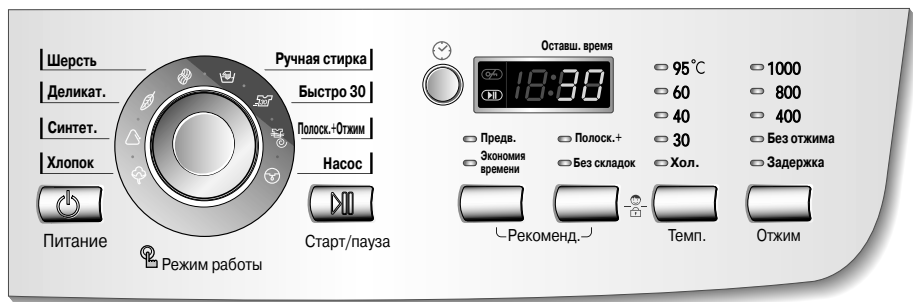 Шерсть
Деликат.
Синтет.
Хлопок
Питание
Режим работы
Ручная стирка
Быстро 30
Полоск.+Отжим
Насос
Старт/пауза
Оставш. время
18:30
Предв.
Экономия
времени
Полоск.+
Без складок
Рекоменд.
95°C
60
40
30
Хол.
Темп.
1000
800
400
Без отжима
Задержка
Отжим